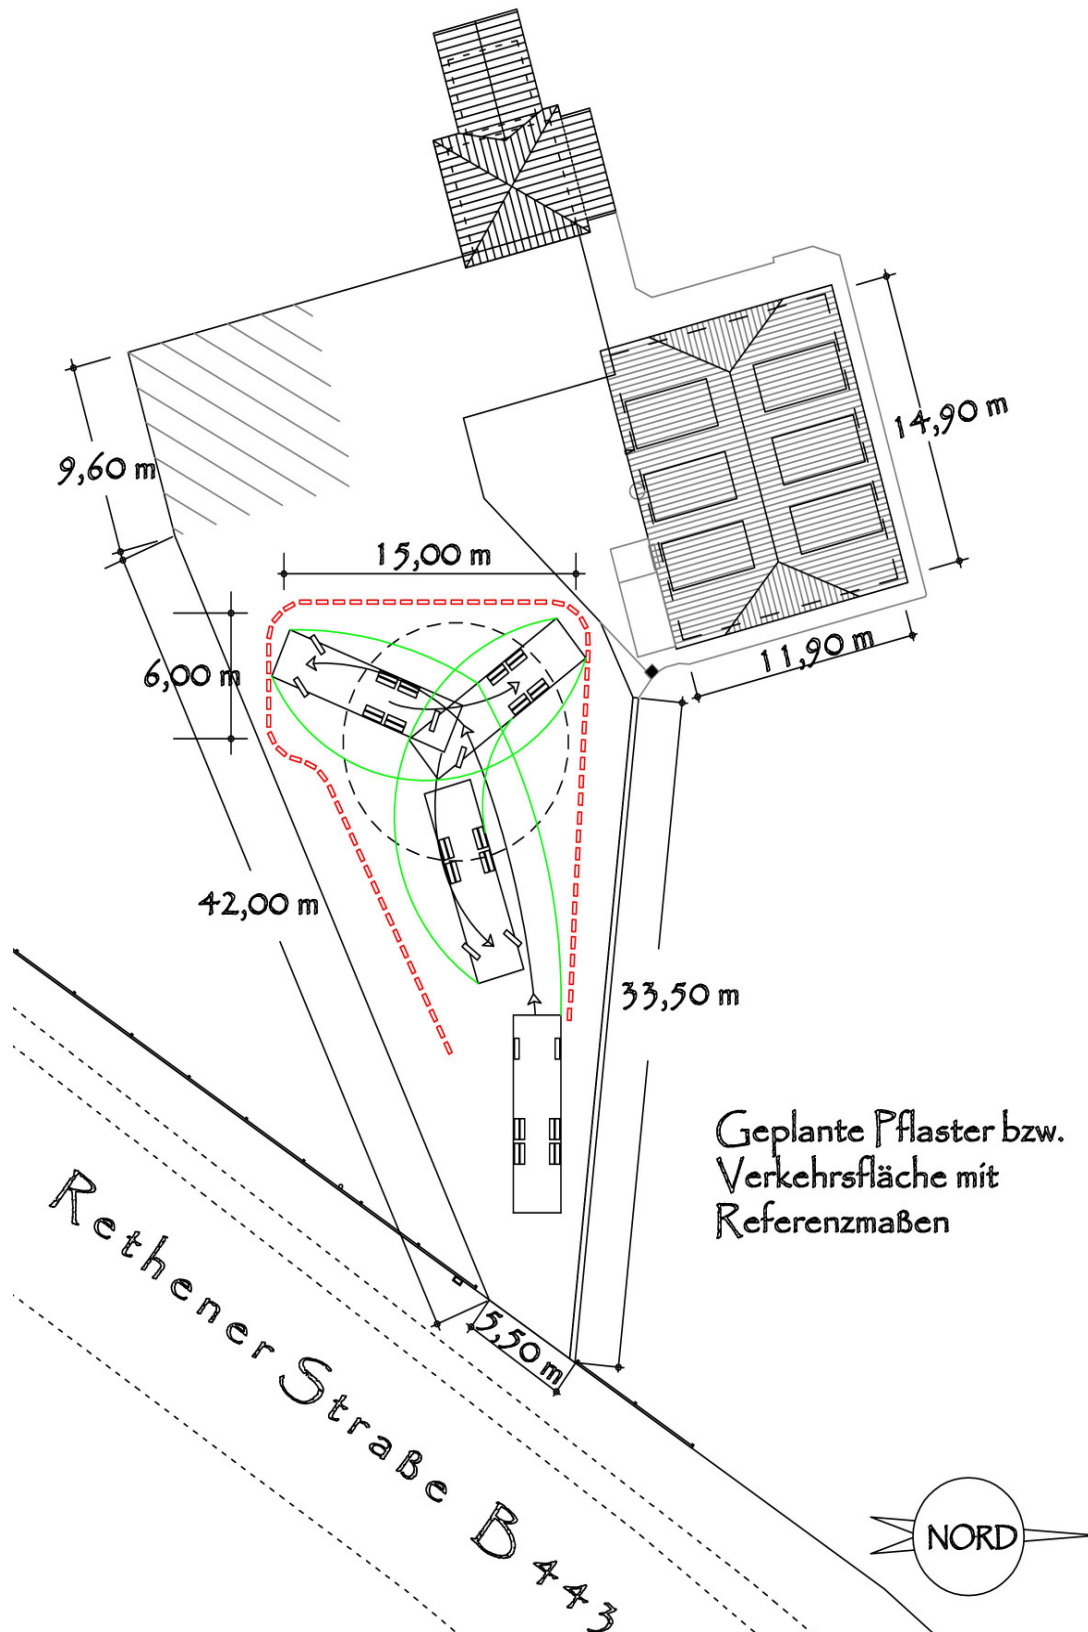 14,90 m
9,60 m
15,00 m
6,00 m
11,90 m
42,00 m
33,50 m
Geplante Pflaster bzw.
Verkehrsfläche mit
Referenzmaßen
5,50 m
Rethener Straße B 443
NORD